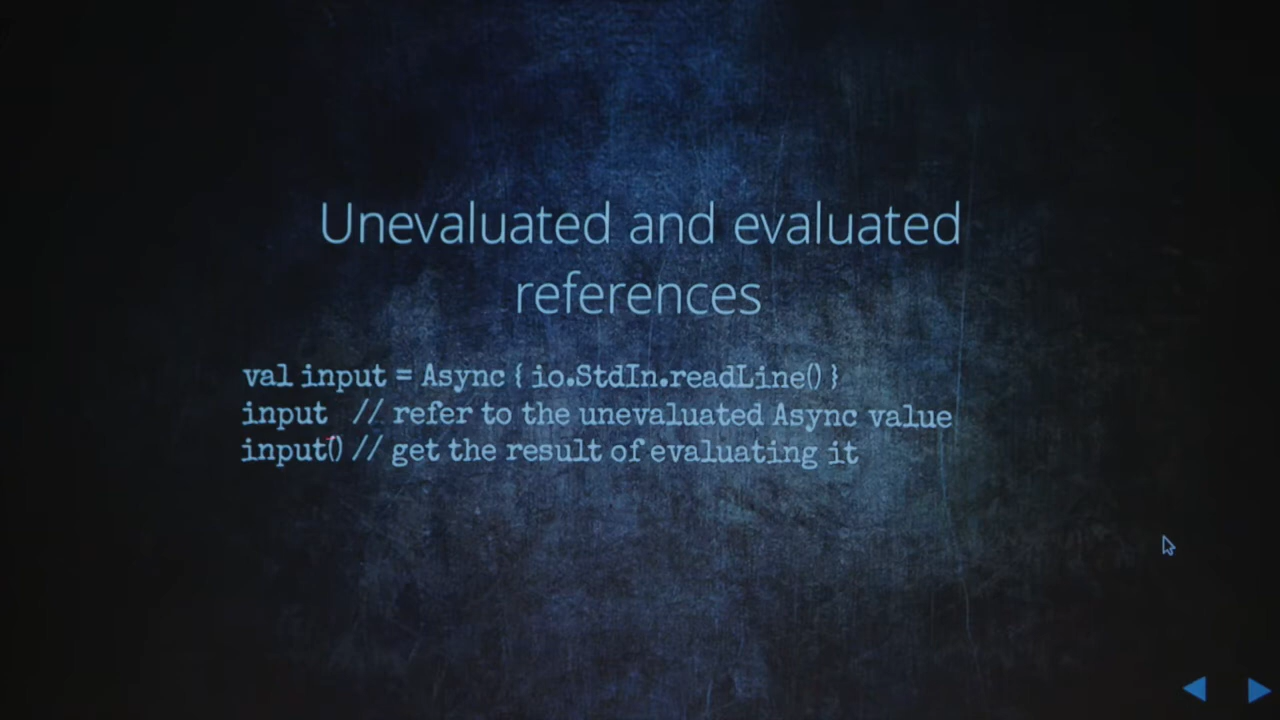 Unevaluated and evaluated
references
val input = Async { io.StdIn.readLine() }
input // refer to the unevaluated Async value
input() // get the result of evaluating it